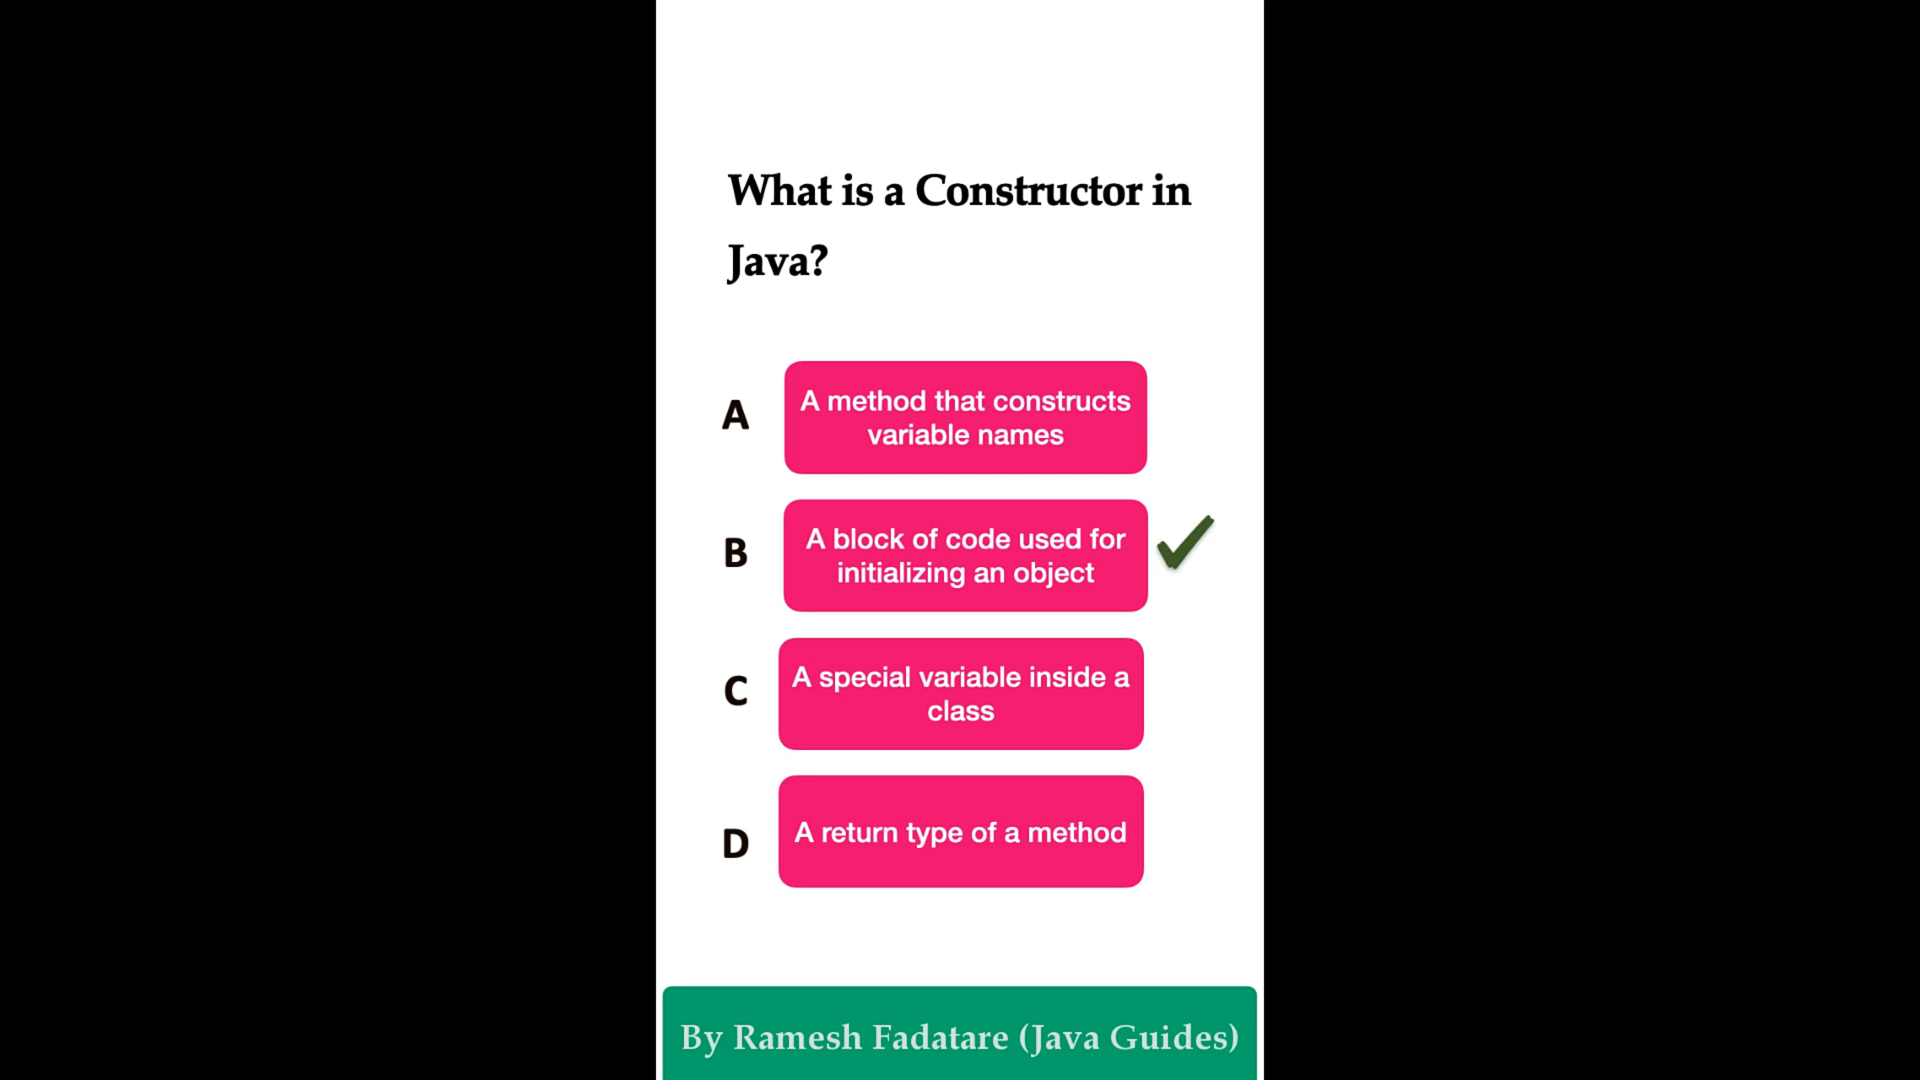 What is a Constructor in
Java?
A
A method that constructs
variable names
B
A block of code used for
initializing an object
C
A special variable inside a
class
D
A return type of a method
By Ramesh Fadatare (Java Guides)